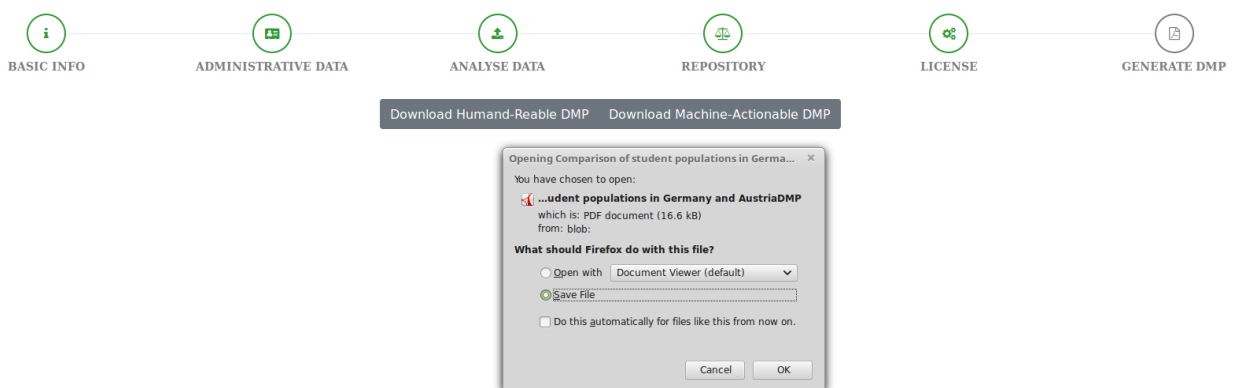 BASIC INFO
ADMINISTRATIVE DATA
ANALYSE DATA
REPOSITORY
LICENSE
GENERATE DMP
Download Humand-Reable DMP
Download Machine-Actionable DMP
Opening Comparison of student populations in Germa...
You have chosen to open:
...udent populations in Germany and AustriaDMP
which is: PDF document (16.6 kB)
from: blob:
What should Firefox do with this file?
Open with Document Viewer (default)
Save File
Do this automatically for files like this from now on.
Cancel OK